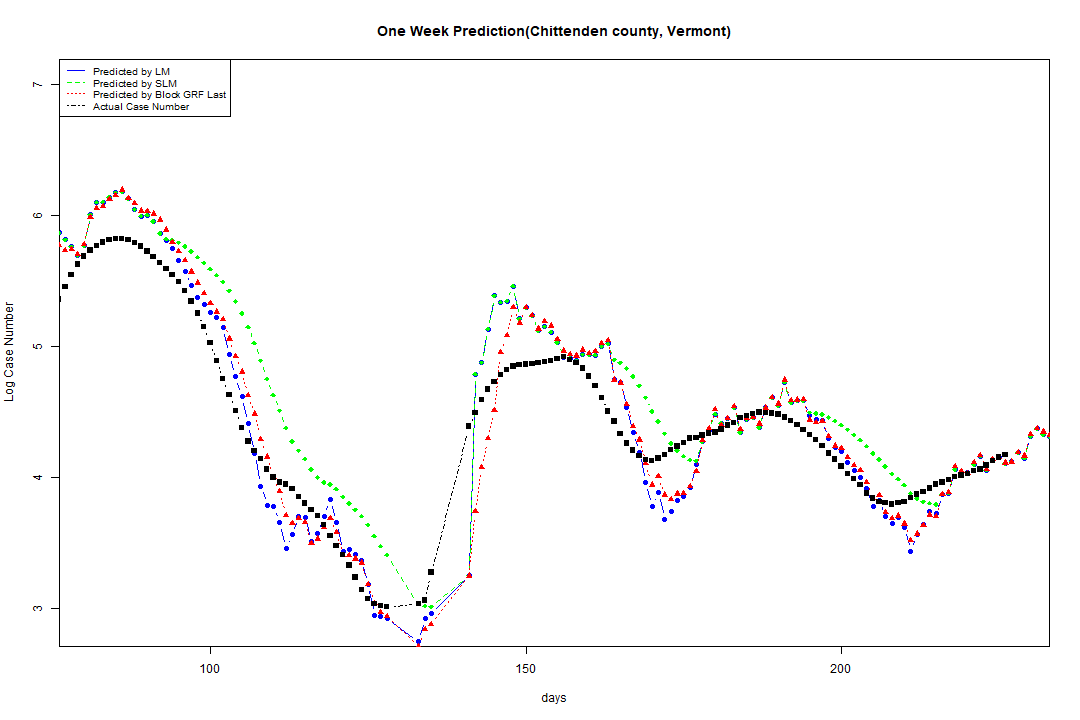 One Week Prediction(Chittenden county, Vermont)
Predicted by LM
Predicted by SLM
Predicted by Block GRF Last
Actual Case Number
7
6
5
4
3
Log Case Number
100
150
200
days